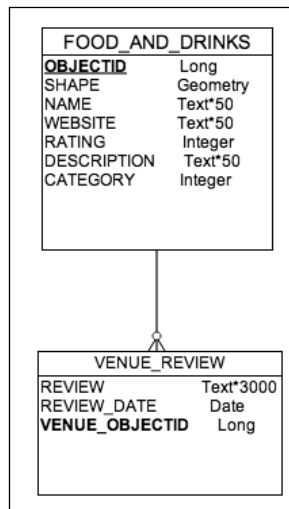 FOOD_AND_DRINKS
OBJECTID Long
SHAPE Geometry
NAME Text*50
WEBSITE Text*50
RATING Integer
DESCRIPTION Text*50
CATEGORY Integer
VENUE_REVIEW
REVIEW Text*3000
REVIEW_DATE Date
VENUE_OBJECTID Long